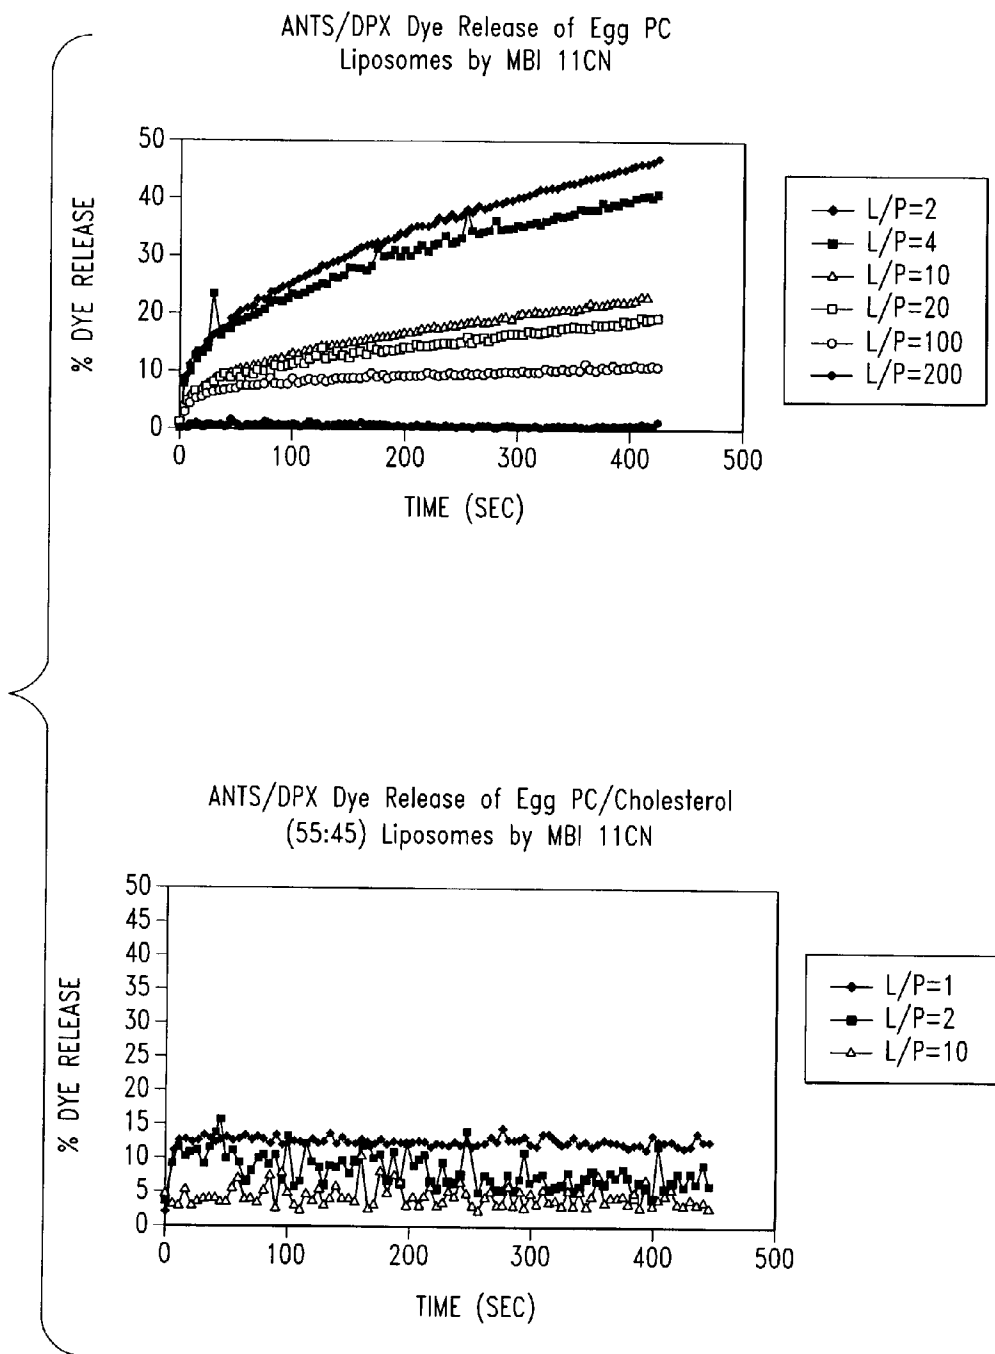 ANTS/DPX Dye Release of Egg PC
Liposomes by MBI 11CN
50
40
30
20
10
0
% DYE RELEASE
0 100 200 300 400 500
TIME (SEC)
L/P=2
L/P=4
L/P=10
L/P=20
L/P=100
L/P=200
ANTS/DPX Dye Release of Egg PC/Cholesterol
(55:45) Liposomes by MBI 11CN
50
45
40
35
30
25
20
15
10
5
0
% DYE RELEASE
0 100 200 300 400 500
TIME (SEC)
L/P=1
L/P=2
L/P=10